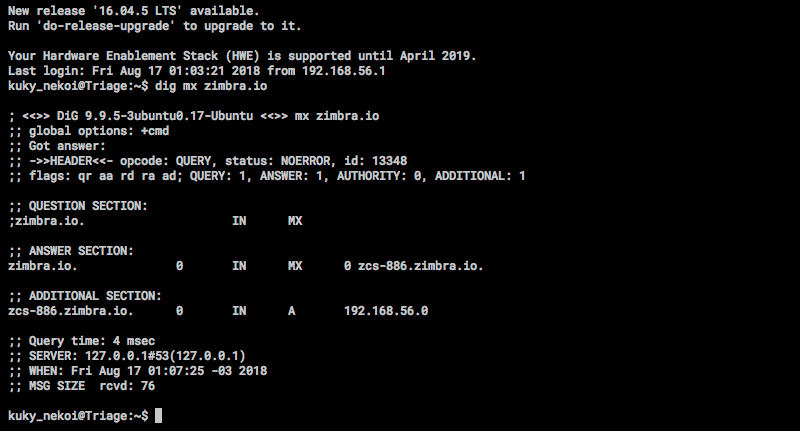 New release '16.04.5 LTS' available.
Run 'do-release-upgrade' to upgrade to it.
Your Hardware Enablement Stack (HWE) is supported until April 2019.
Last login: Fri Aug 17 01:03:21 2018 from 192.168.56.1
kuky_nekoi@Triage:~$ dig mx zimbra.io
; <<>> DiG 9.9.5-3ubuntu0.17-Ubuntu <<>> mx zimbra.io
;; global options: +cmd
;; Got answer:
;; ->>HEADER<<- opcode: QUERY, status: NOERROR, id: 13348
;; flags: qr aa rd ra ad; QUERY: 1, ANSWER: 1, AUTHORITY: 0, ADDITIONAL: 1
;; QUESTION SECTION:
;zimbra.io. IN MX
;; ANSWER SECTION:
zimbra.io. 0 IN MX 0 zcs-886.zimbra.io.
;; ADDITIONAL SECTION:
zcs-886.zimbra.io. 0 IN A 192.168.56.0
;; Query time: 4 msec
;; SERVER: 127.0.0.1#53(127.0.0.1)
;; WHEN: Fri Aug 17 01:07:25 -03 2018
;; MSG SIZE rcvd: 76
kuky_nekoi@Triage:~$